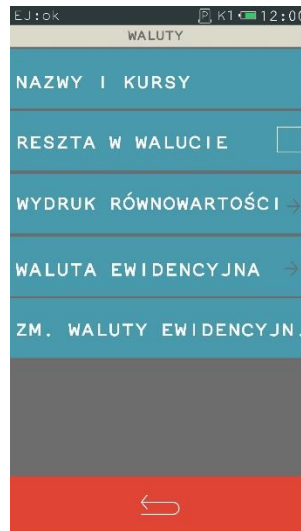 EJ:ok P K1 12:00
WALUTY
NAZWY I KURSY
RESZTA W WALUCIE
WYDRUK RÓWNOWARTOŚCI
WALUTA EWIDENCYJNA
ZM. WALUTY EWIDENCYJN.